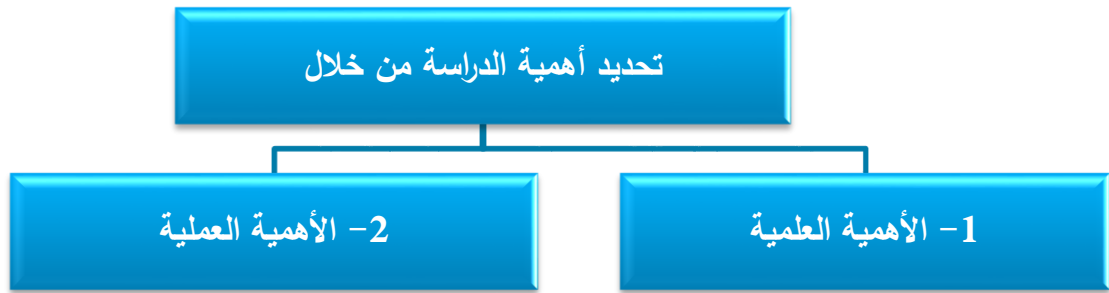 تحديد أهمية الدراسة من خلال
1- الأهمية العلمية
2- الأهمية العملية